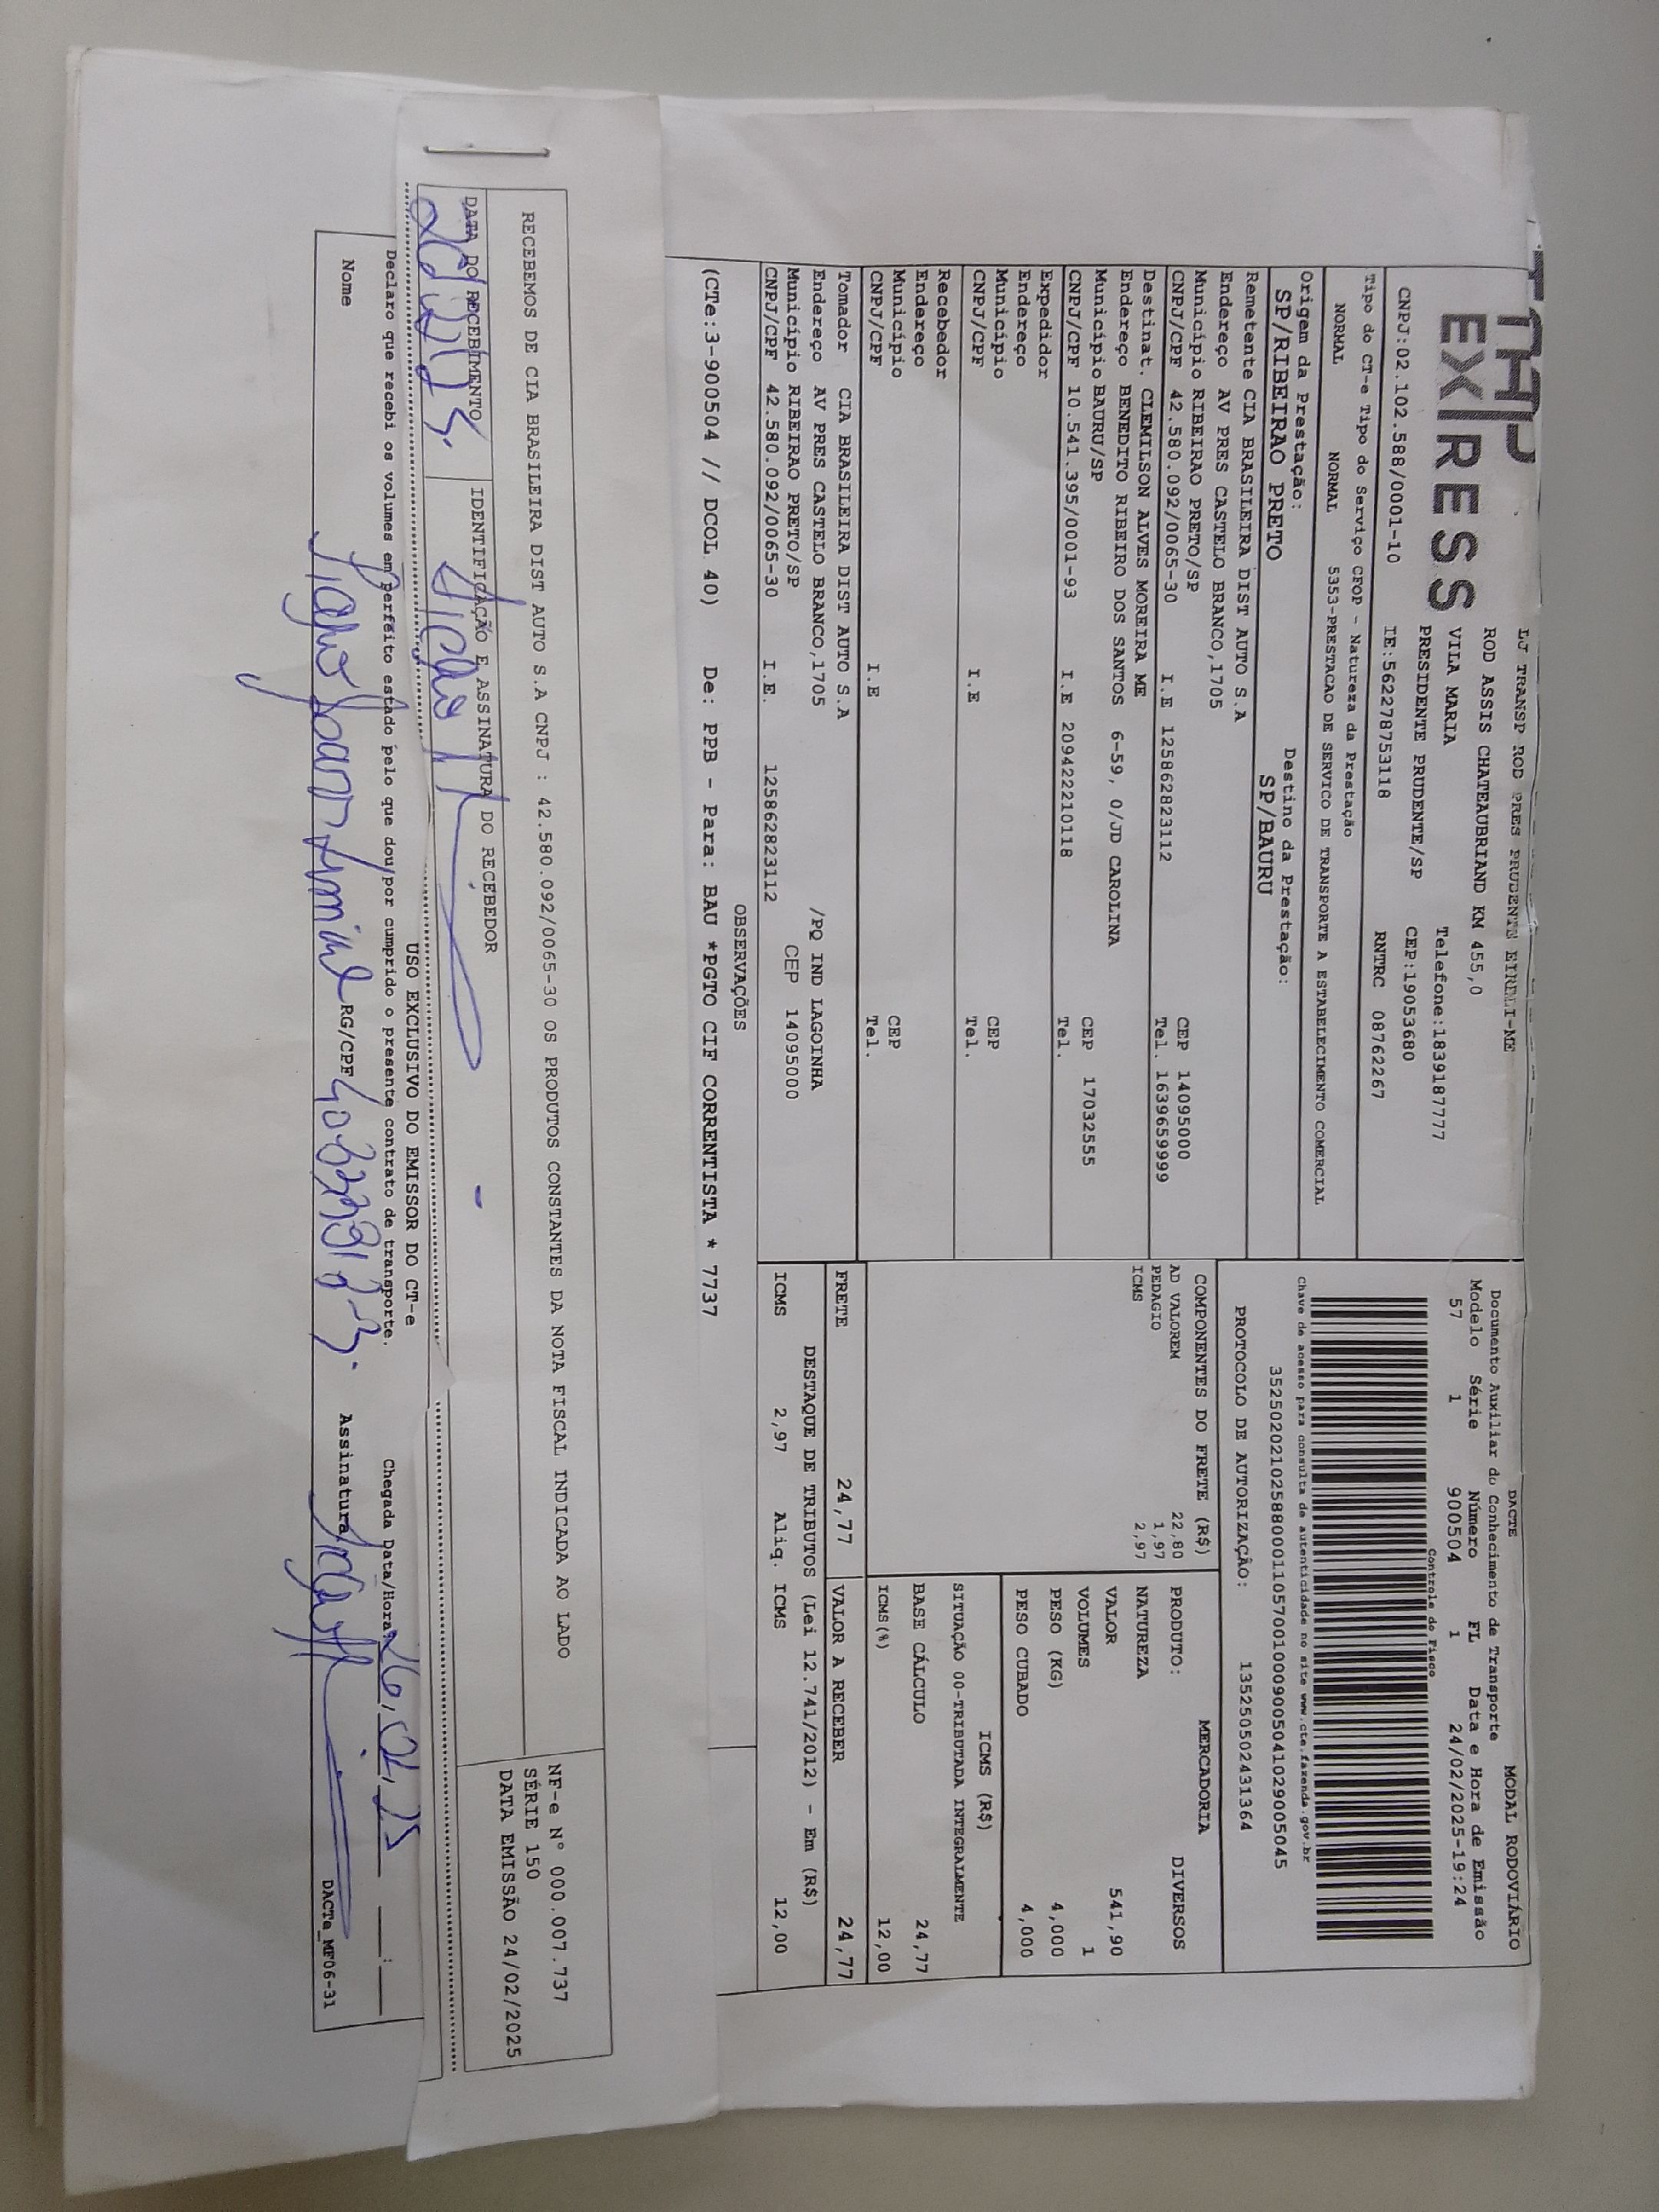 EXPRESS
LJ TRANSP ROD PRES PRUDENTE EIRELI-ME
ROD ASSIS CHATEAUBRIAND KM 455,0
VILA MARIA
Telefone:1839187777
PRESIDENTE PRUDENTE/SP
CEP:19053680
CNPJ:02.102.588/0001-10
IE:562278753118
RNTRC 08762267
DACTE
MODAL RODOVIÁRIO
Documento Auxiliar do Conhecimento de Transporte
Modelo Série Número FL Data e Hora de Emissão
57 1 900504 1 24/02/2025-19:24
Controle do Fisco
Chave de acesso para consulta de autenticidade no site www.cte.fazenda.gov.br
35250202102588000110570010009005041029005045
PROTOCOLO DE AUTORIZAÇÃO: 135250502431364
Tipo do CT-e Tipo do Serviço CFOP - Natureza da Prestação
NORMAL NORMAL 5353-PRESTACAO DE SERVICO DE TRANSPORTE A ESTABELECIMENTO COMERCIAL
Origem da Prestação: Destino da Prestação:
SP/RIBEIRAO PRETO SP/BAURU
Remetente CIA BRASILEIRA DIST AUTO S.A
Endereço AV PRES CASTELO BRANCO,1705
Município RIBEIRAO PRETO/SP CEP 14095000
CNPJ/CPF 42.580.092/0065-30 I.E 125862823112 Tel. 1639659999
Destinat. CLEMILSON ALVES MOREIRA ME
Endereço BENEDITO RIBEIRO DOS SANTOS 6-59, 0/JD CAROLINA
Município BAURU/SP CEP 17032555
CNPJ/CPF 10.541.395/0001-93 I.E 209422210118 Tel.
Expedidor
Endereço
Município CEP
CNPJ/CPF I.E Tel.
Recebedor
Endereço
Município CEP
CNPJ/CPF I.E Tel.
Tomador CIA BRASILEIRA DIST AUTO S.A
Endereço AV PRES CASTELO BRANCO,1705 /PQ IND LAGOINHA
Município RIBEIRAO PRETO/SP CEP 14095000
CNPJ/CPF 42.580.092/0065-30 I.E. 125862823112
COMPONENTES DO FRETE (R$)
AD VALOREM 22,80
PEDAGIO 1,97
ICMS 2,97
MERCADORIA
PRODUTO: DIVERSOS
NATUREZA
VALOR 541,90
VOLUMES 1
PESO (KG) 4,000
PESO CUBADO 4,000
ICMS (R$)
SITUAÇÃO 00-TRIBUTADA INTEGRALMENTE
BASE CÁLCULO 24,77
ICMS(%) 12,00
FRETE 24,77 VALOR A RECEBER 24,77
DESTAQUE DE TRIBUTOS (Lei 12.741/2012) - Em (R$)
ICMS 2,97 Aliq. ICMS 12,00
OBSERVAÇÕES
(CTe:3-900504 // DCOL 40) De: PPB - Para: BAU *PGTO CIF CORRENTISTA * 7737
RECEBEMOS DE CIA BRASILEIRA DIST AUTO S.A CNPJ : 42.580.092/0065-30 OS PRODUTOS CONSTANTES DA NOTA FISCAL INDICADA AO LADO
NF-e N° 000.007.737
SÉRIE 150
DATA EMISSÃO 24/02/2025
DATA DO RECEBIMENTO
IDENTIFICAÇÃO E ASSINATURA DO RECEBEDOR
USO EXCLUSIVO DO EMISSOR DO CT-e
Declaro que recebi os volumes em perfeito estado pelo que dou/por cumprido o presente contrato de transporte.
Chegada Data/Hora 26/02/25 :
Nome RG/CPF Assinatura
DACTe_MF06-31